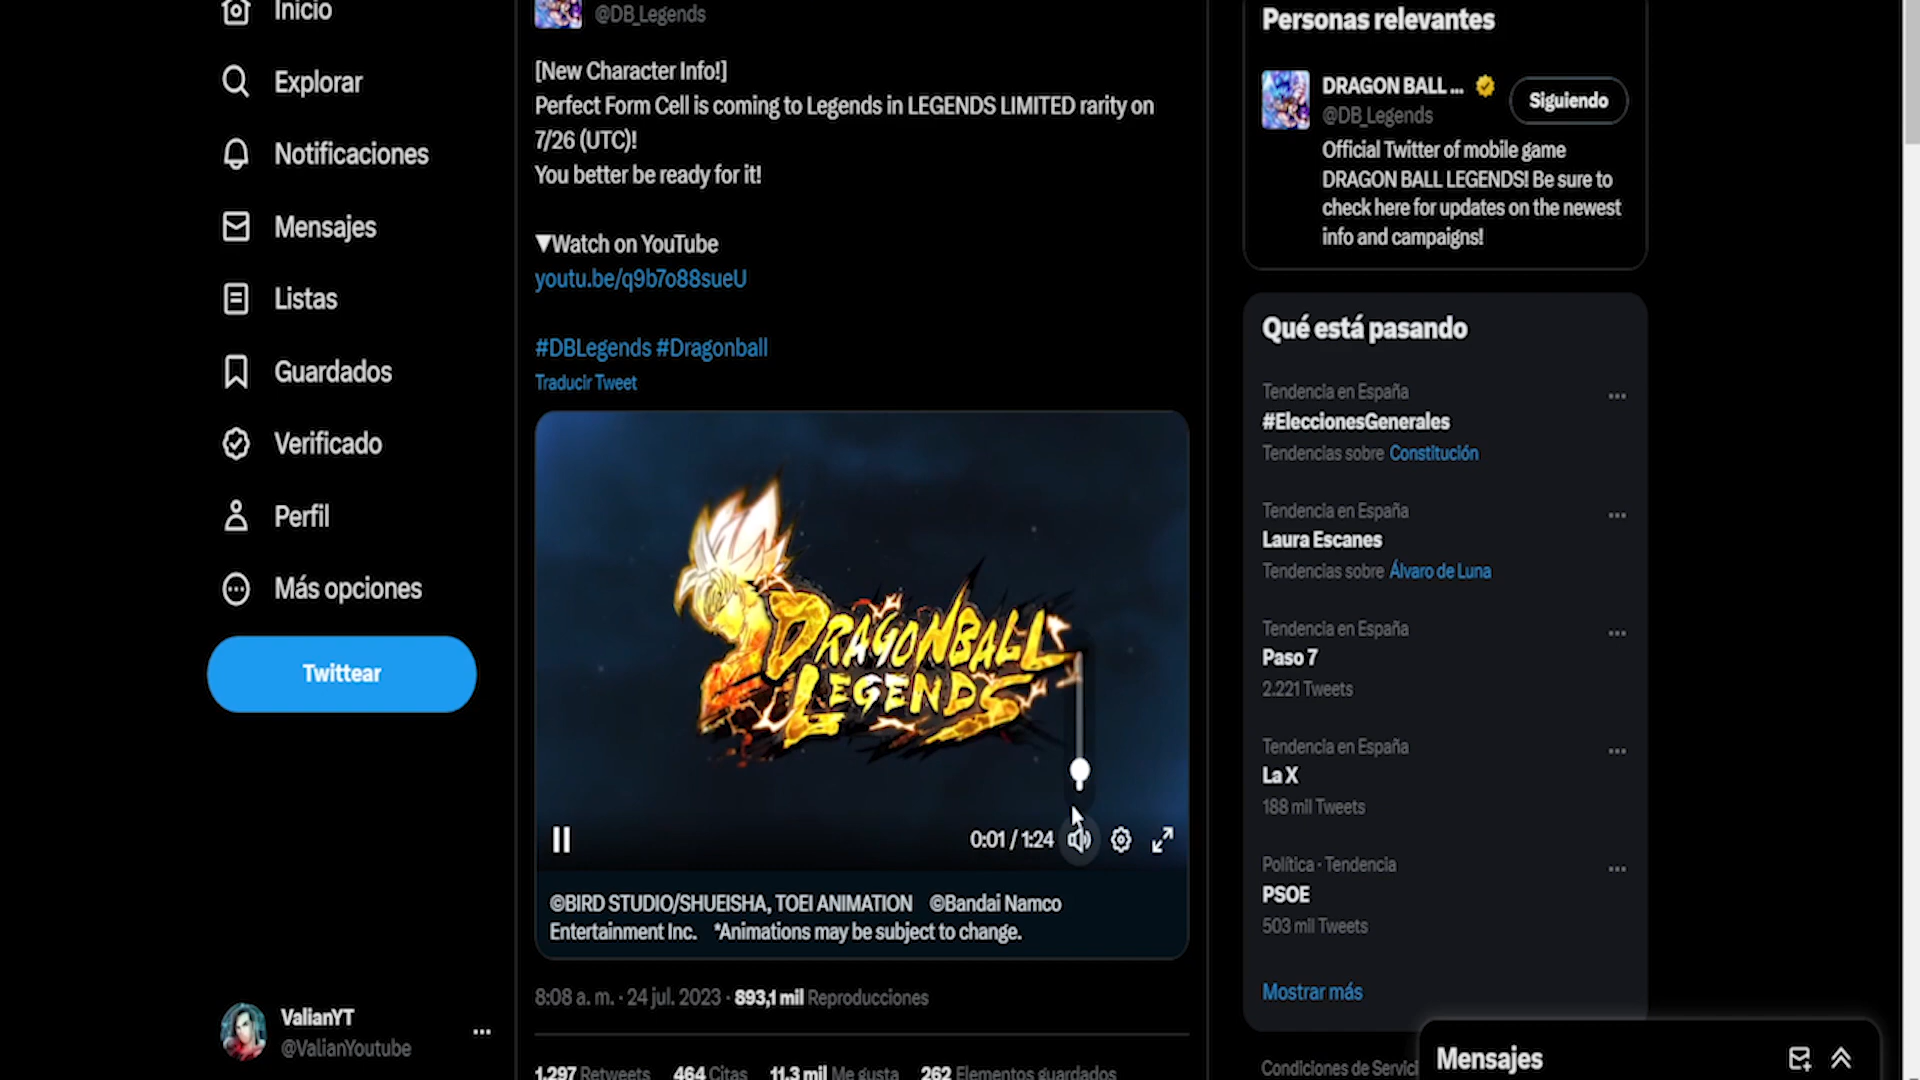 Inicio
Explorar
Notificaciones
Mensajes
Listas
Guardados
Verificado
Perfil
Más opciones
Twittear
ValianYT
@ValianYoutube
@DB_Legends
[New Character Info!]
Perfect Form Cell is coming to Legends in LEGENDS LIMITED rarity on
7/26 (UTC)!
You better be ready for it!
▼Watch on YouTube
youtu.be/q9b7o88sueU
#DBLegends #Dragonball
Traducir Tweet
DRAGONBALL
LEGENDS
0:01 / 1:24
©BIRD STUDIO/SHUEISHA, TOEI ANIMATION ©Bandai Namco
Entertainment Inc. *Animations may be subject to change.
8:08 a. m. · 24 jul. 2023 · 893,1 mil Reproducciones
1.297 Retweets 464 Citas 11,3 mil Me gusta 262 Elementos guardados
Personas relevantes
DRAGON BALL ...
@DB_Legends
Siguiendo
Official Twitter of mobile game
DRAGON BALL LEGENDS! Be sure to
check here for updates on the newest
info and campaigns!
Qué está pasando
Tendencia en España
#EleccionesGenerales
Tendencias sobre Constitución
Tendencia en España
Laura Escanes
Tendencias sobre Álvaro de Luna
Tendencia en España
Paso 7
2.221 Tweets
Tendencia en España
La X
188 mil Tweets
Política · Tendencia
PSOE
503 mil Tweets
Mostrar más
Condiciones de Servici
Mensajes